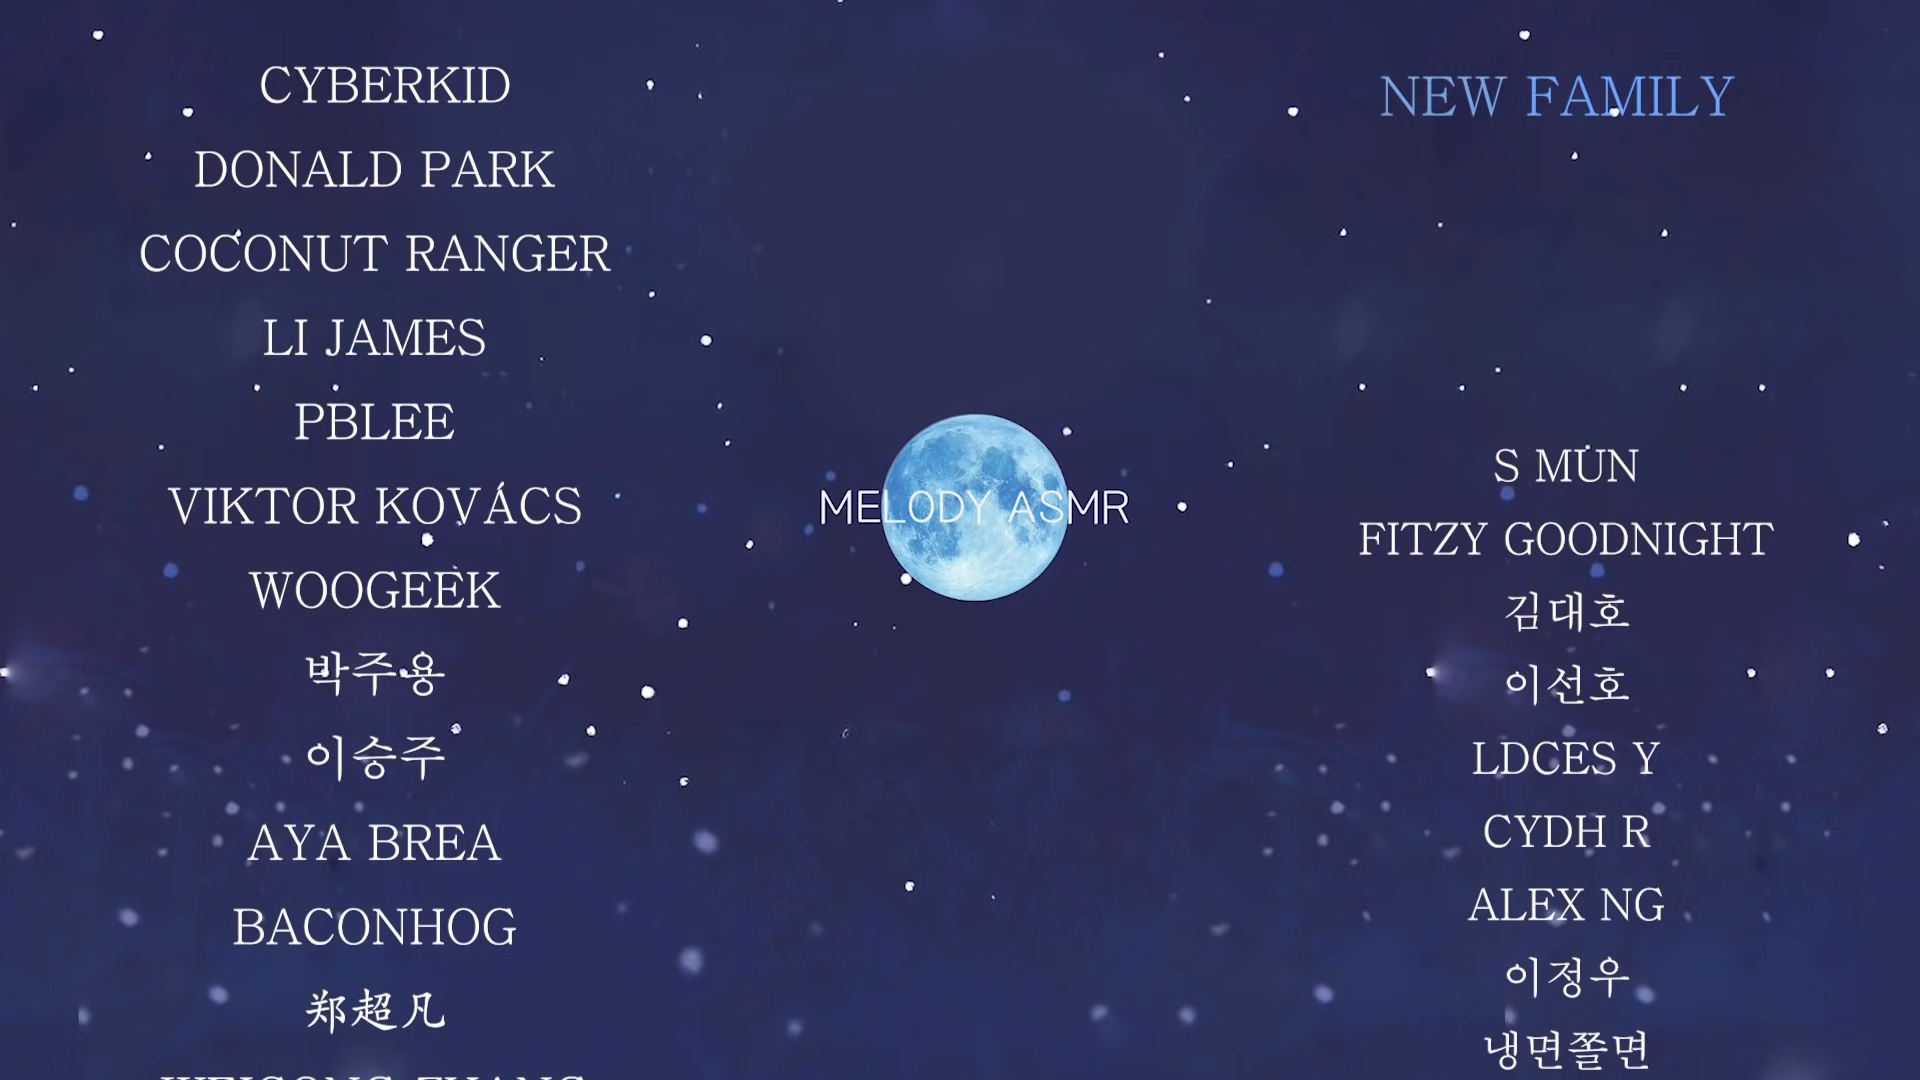 CYBERKID
DONALD PARK
COCONUT RANGER
LI JAMES
PBLEE
VIKTOR KOVÁCS
WOOGEEK
박주용
이승주
AYA BREA
BACONHOG
郑超凡
MELODY ASMR
NEW FAMILY
S MUN
FITZY GOODNIGHT
김대호
이선호
LDCES Y
CYDH R
ALEX NG
이정우
냉면쫄면